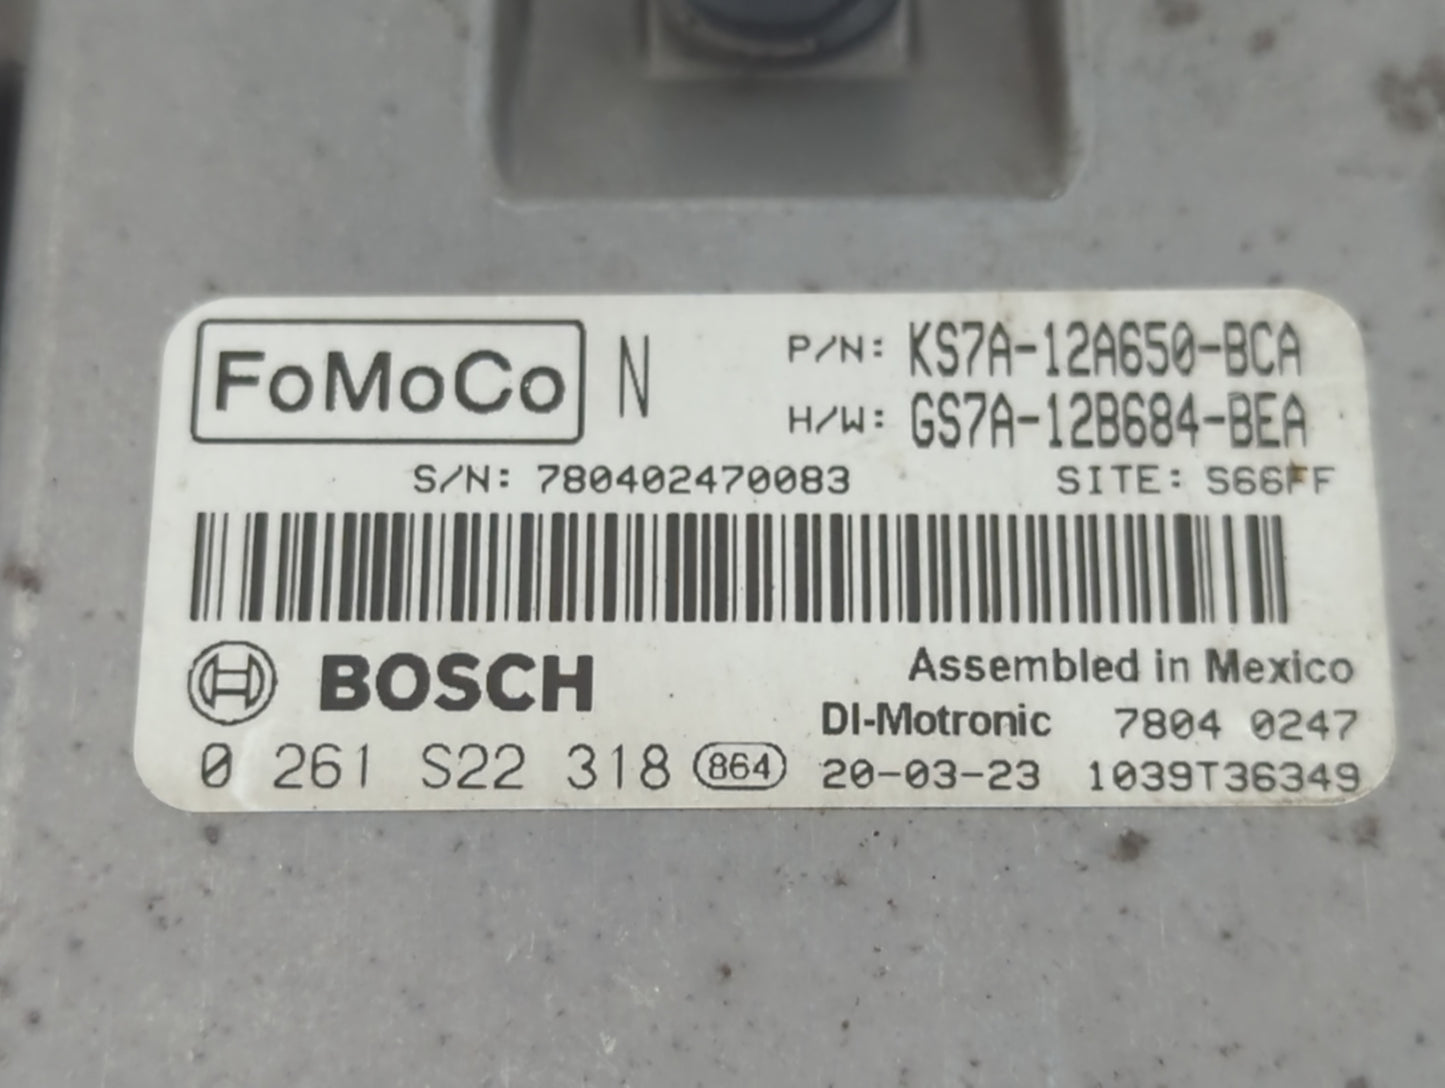 FoMoCo N P/N: KS7A-12A650-BCA
H/W: GS7A-12B684-BEA
S/N: 780402470083 SITE: S66FF
BOSCH Assembled in Mexico
DI-Motronic 7804 0247
0 261 S22 318 864 20-03-23 1039T36349